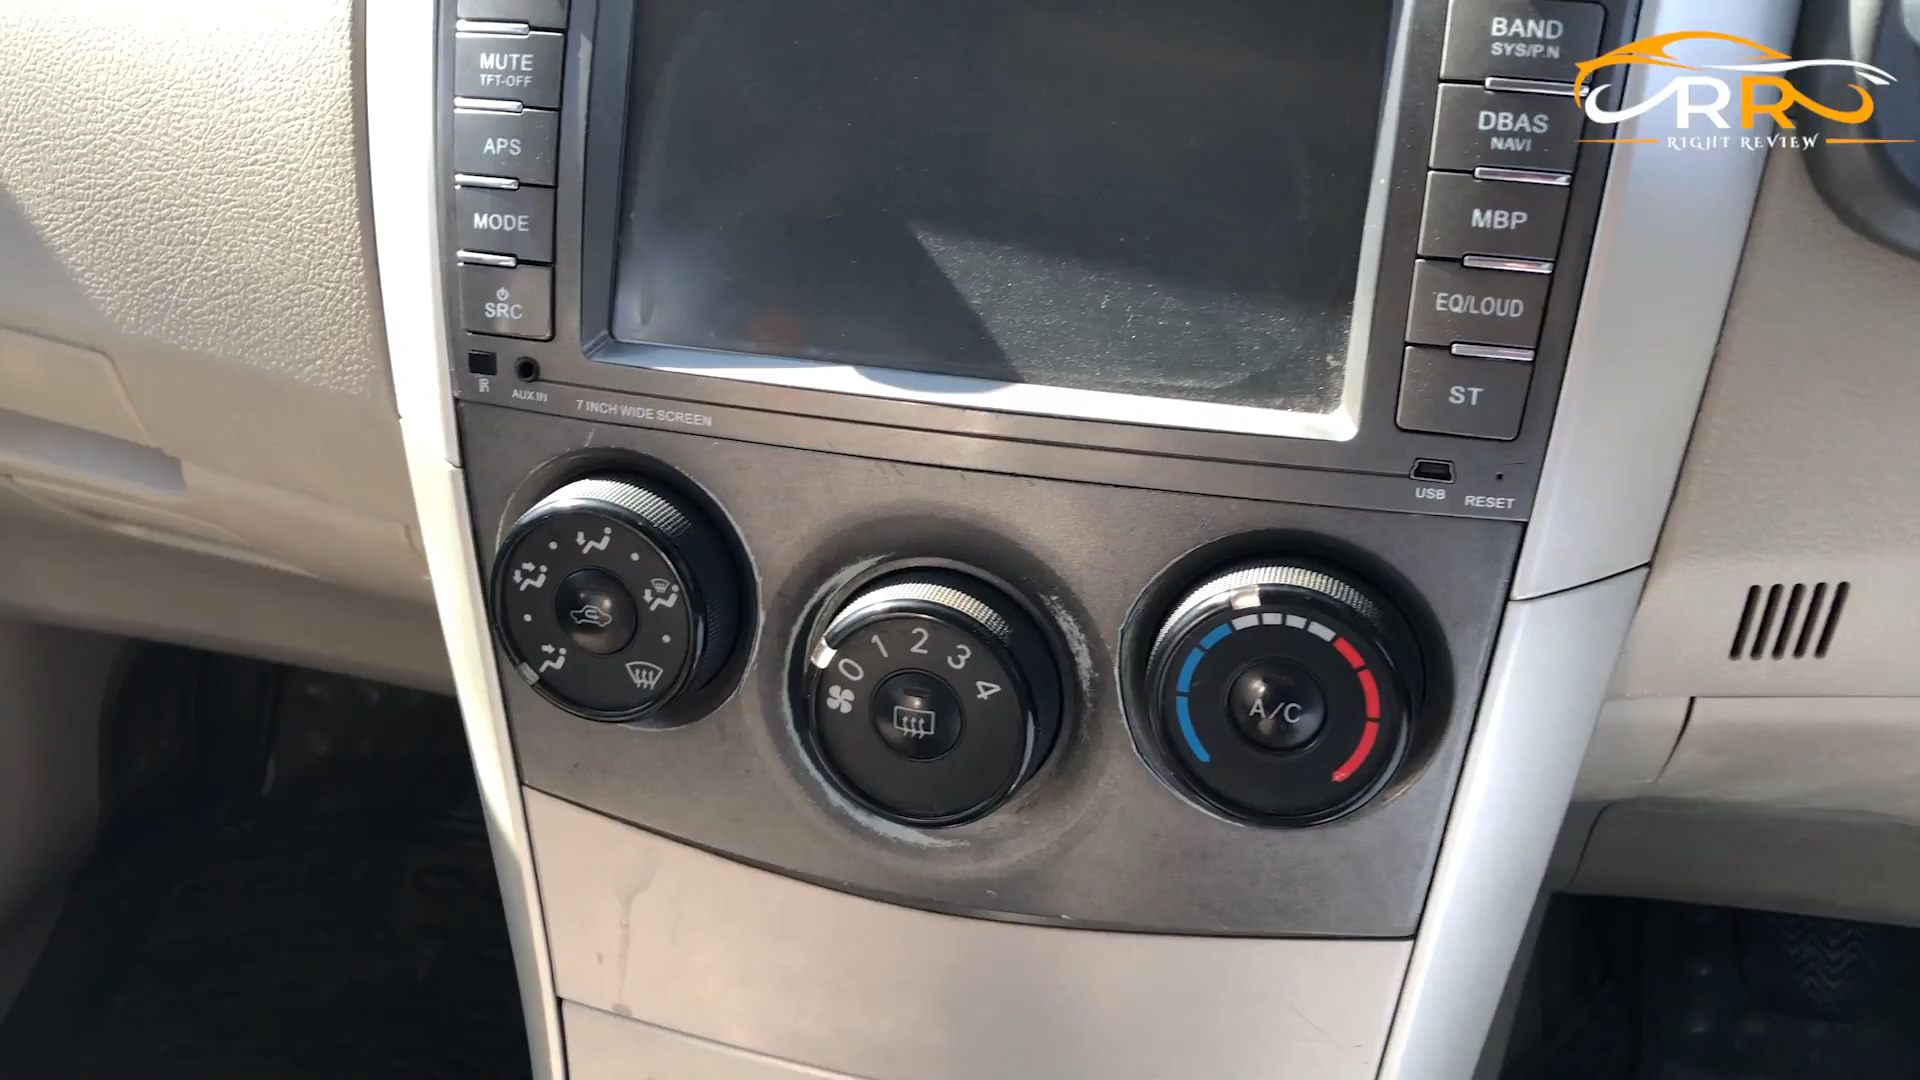 MUTE
TFT-OFF
APS
MODE
SRC
IR
AUX IN
7 INCH WIDE SCREEN
BAND
SYS/P.N
DBAS
NAVI
MBP
EQ/LOUD
ST
USB
RESET
RR
RIGHT REVIEW
0 1 2 3 4
A/C